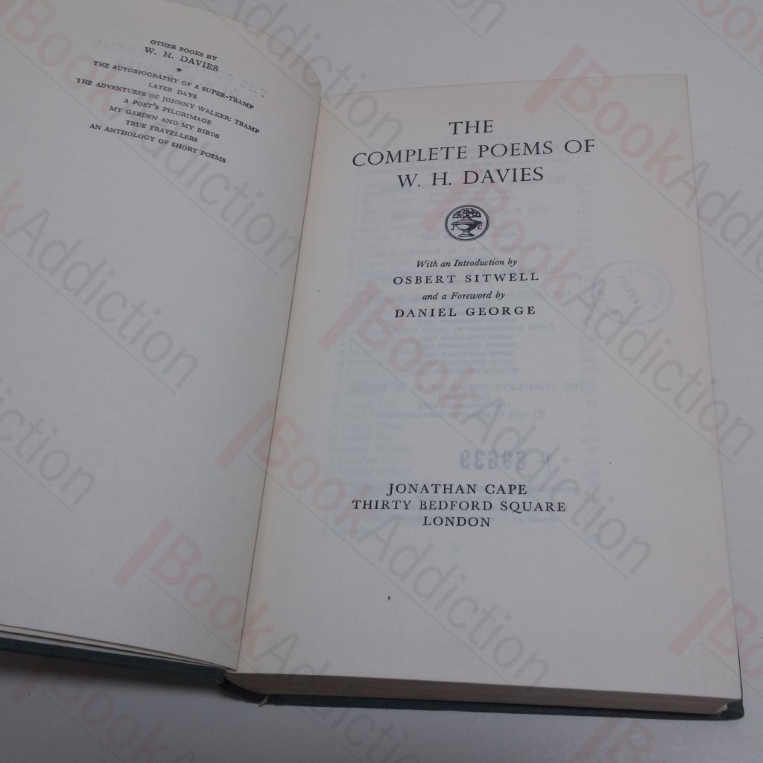 OTHER BOOKS BY
W. H. DAVIES
*
THE AUTOBIOGRAPHY OF A SUPER-TRAMP
LATER DAYS
THE ADVENTURES OF JOHNNY WALKER: TRAMP
A POET'S PILGRIMAGE
MY GARDEN AND MY BIRDS
TRUE TRAVELLERS
AN ANTHOLOGY OF SHORT POEMS
THE
COMPLETE POEMS OF
W. H. DAVIES
With an Introduction by
OSBERT SITWELL
and a Foreword by
DANIEL GEORGE
JONATHAN CAPE
THIRTY BEDFORD SQUARE
LONDON
BookAddiction